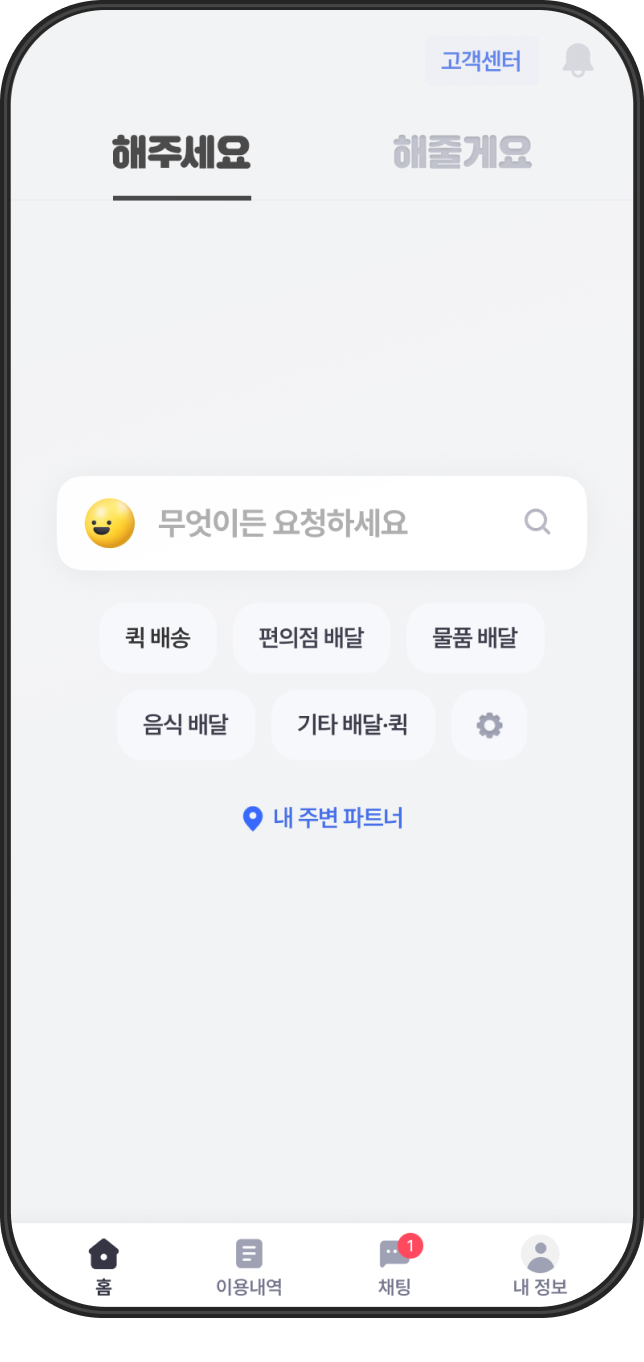 고객센터
해주세요 해줄게요
무엇이든 요청하세요
퀵 배송 편의점 배달 물품 배달
음식 배달 기타 배달·퀵
내 주변 파트너
1
홈 이용내역 채팅 내 정보